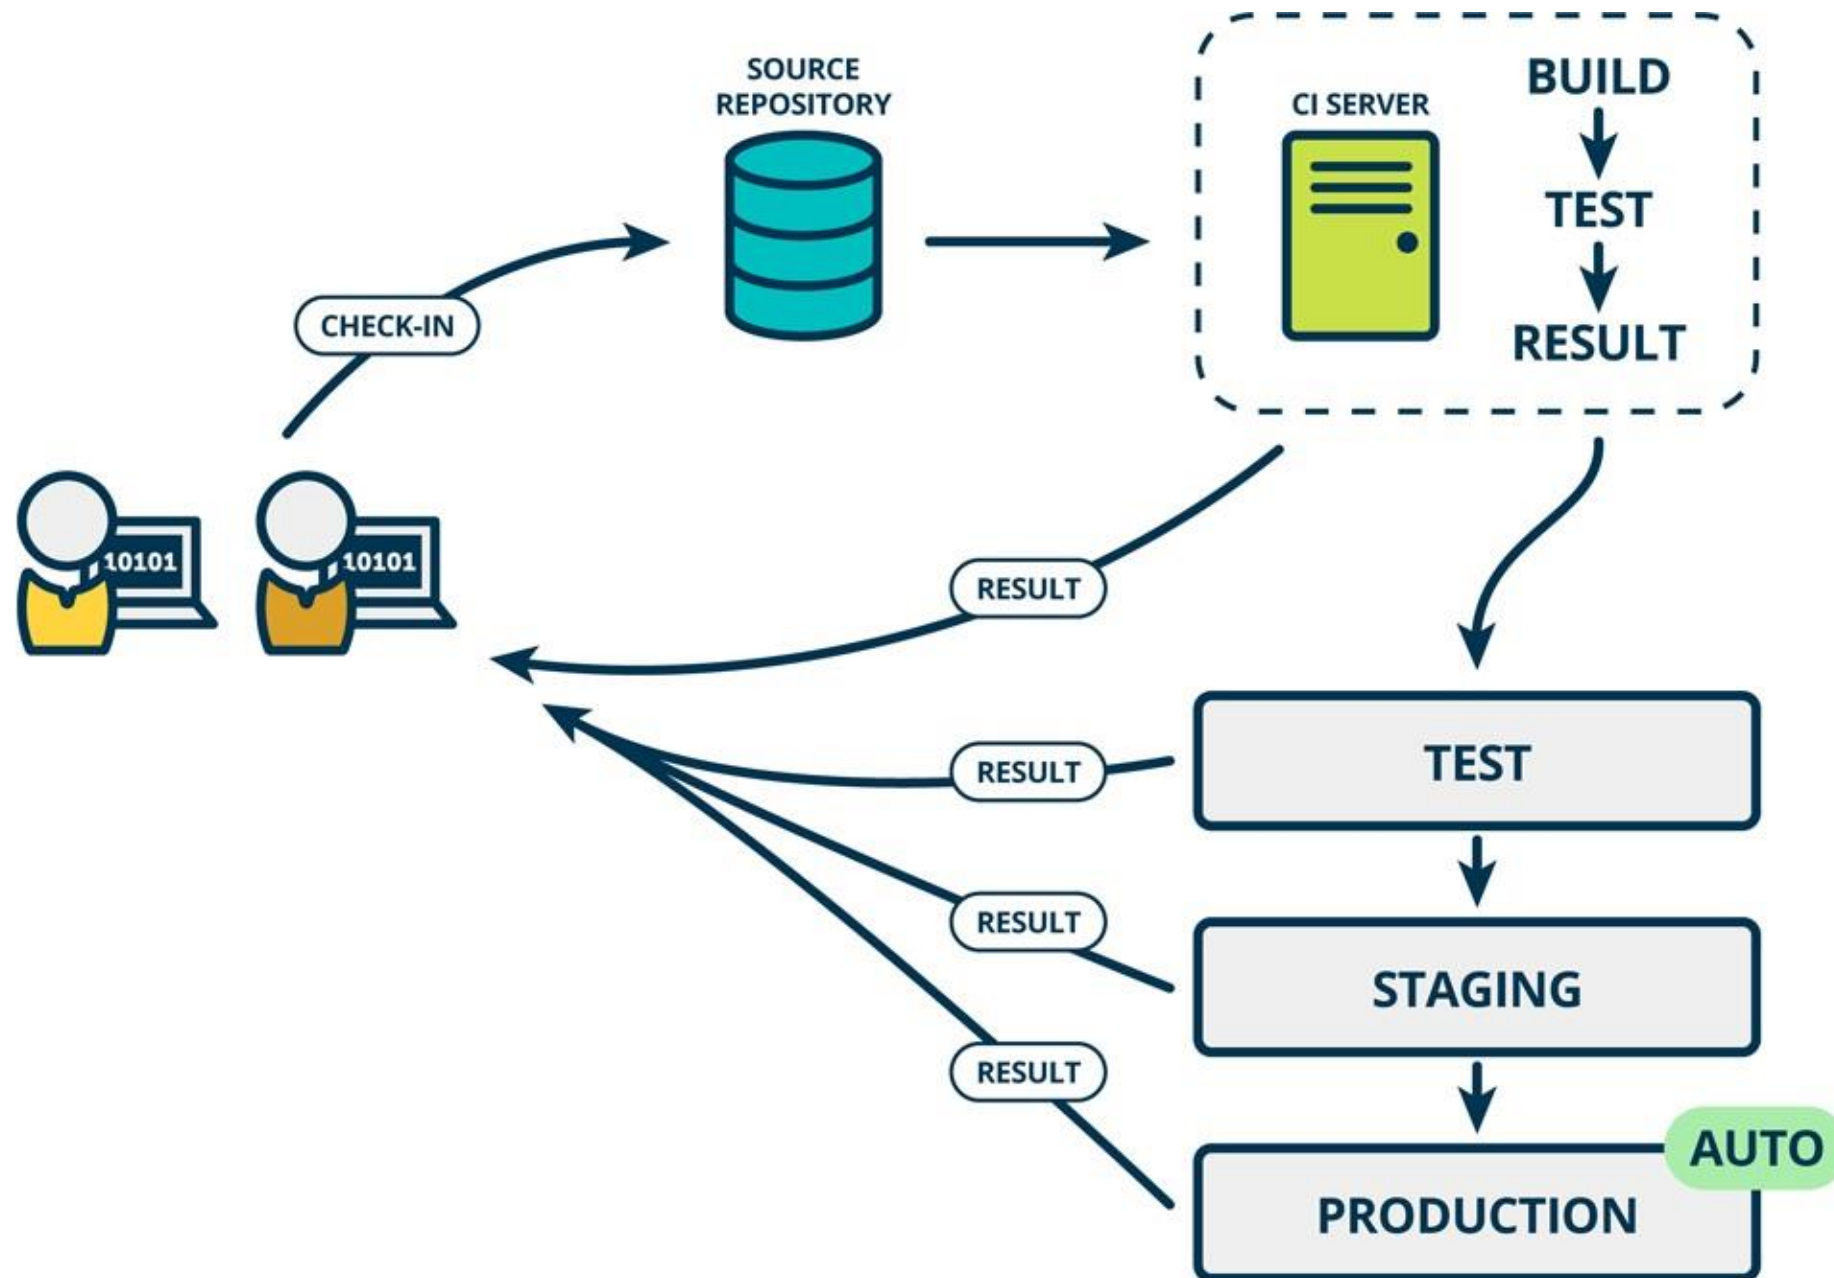 SOURCE
REPOSITORY
CI SERVER
BUILD
TEST
RESULT
CHECK-IN
10101
10101
RESULT
RESULT
RESULT
RESULT
TEST
STAGING
AUTO
PRODUCTION